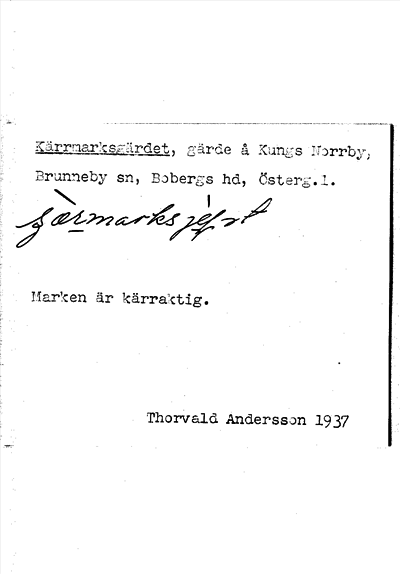 Kärrmarksgärdet, gärde å Kungs Norrby,
Brunneby sn, Bobergs hd, Österg.l.
Marken är kärraktig.
Thorvald Andersson 1937